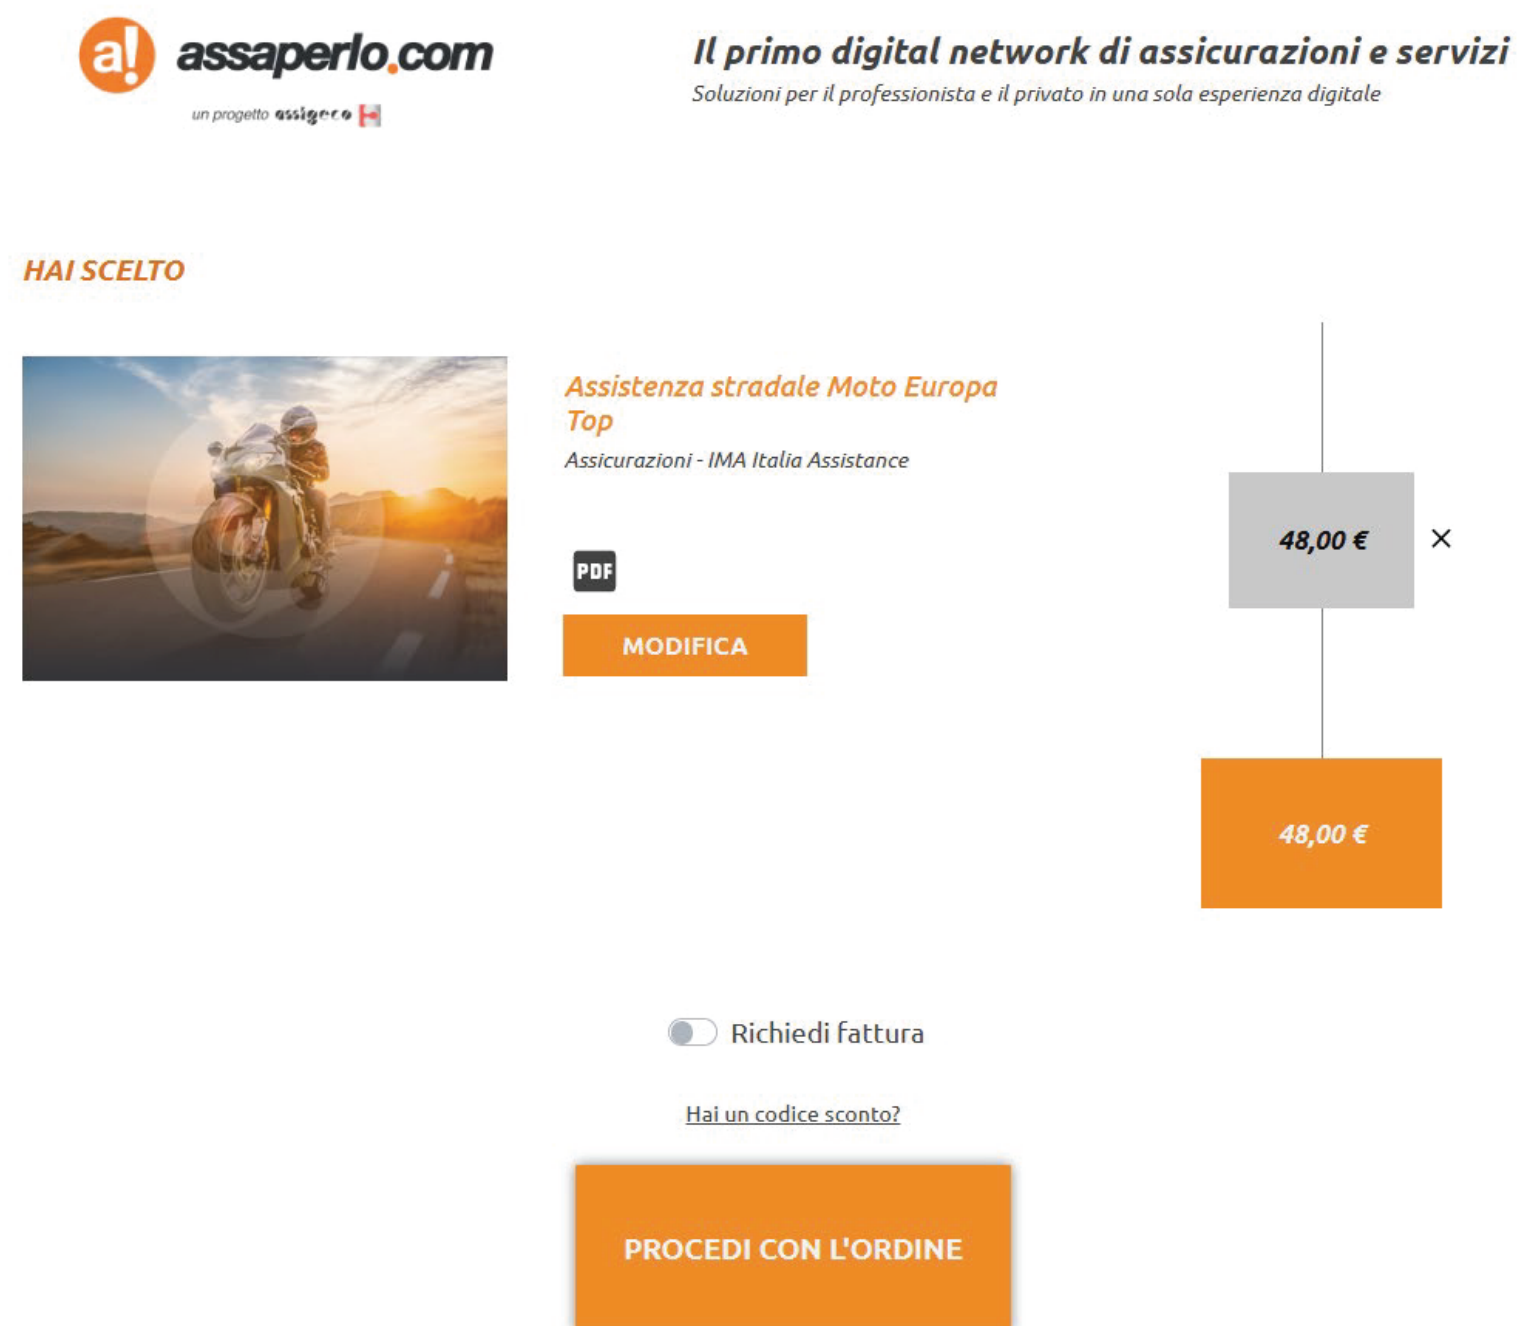 a! assaperlo.com
un progetto assigeco
Il primo digital network di assicurazioni e servizi
Soluzioni per il professionista e il privato in una sola esperienza digitale
HAI SCELTO
Assistenza stradale Moto Europa
Top
Assicurazioni - IMA Italia Assistance
PDF
MODIFICA
48,00 €
48,00 €
Richiedi fattura
Hai un codice sconto?
PROCEDI CON L'ORDINE